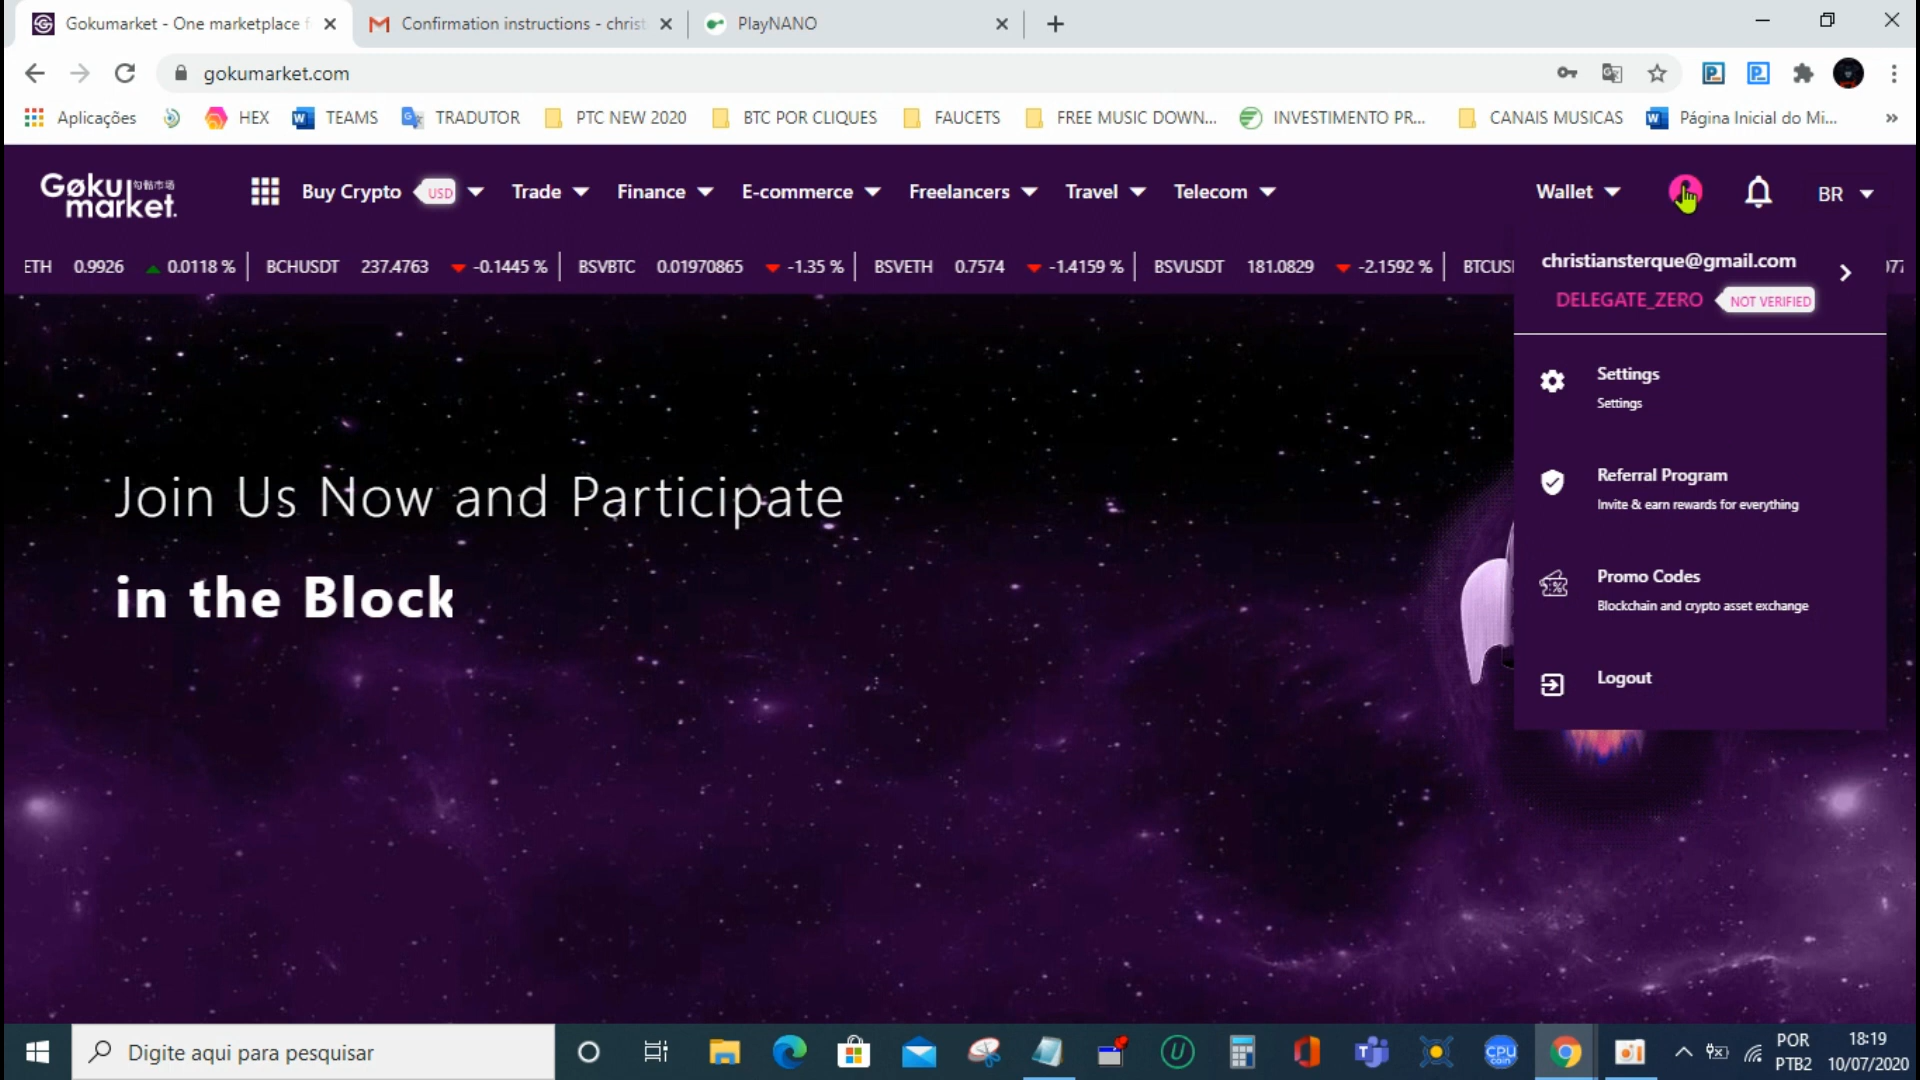 Gokumarket - One marketplace f
Confirmation instructions - christ
PlayNANO
gokumarket.com
Aplicações
HEX
TEAMS
TRADUTOR
PTC NEW 2020
BTC POR CLIQUES
FAUCETS
FREE MUSIC DOWN...
INVESTIMENTO PR...
CANAIS MUSICAS
Página Inicial do Mi...
»
Gøku
market.
Buy Crypto USD
Trade
Finance
E-commerce
Freelancers
Travel
Telecom
Wallet
BR
ETH 0.9926 0.0118 %
BCHUSDT 237.4763 -0.1445 %
BSVBTC 0.01970865 -1.35 %
BSVETH 0.7574 -1.4159 %
BSVUSDT 181.0829 -2.1592 %
christiansterque@gmail.com
DELEGATE_ZERO NOT VERIFIED
Settings
Settings
Referral Program
Invite & earn rewards for everything
Promo Codes
Blockchain and crypto asset exchange
Logout
Join Us Now and Participate
in the Block
Digite aqui para pesquisar
CPU
coin
POR
PTB2
18:19
10/07/2020